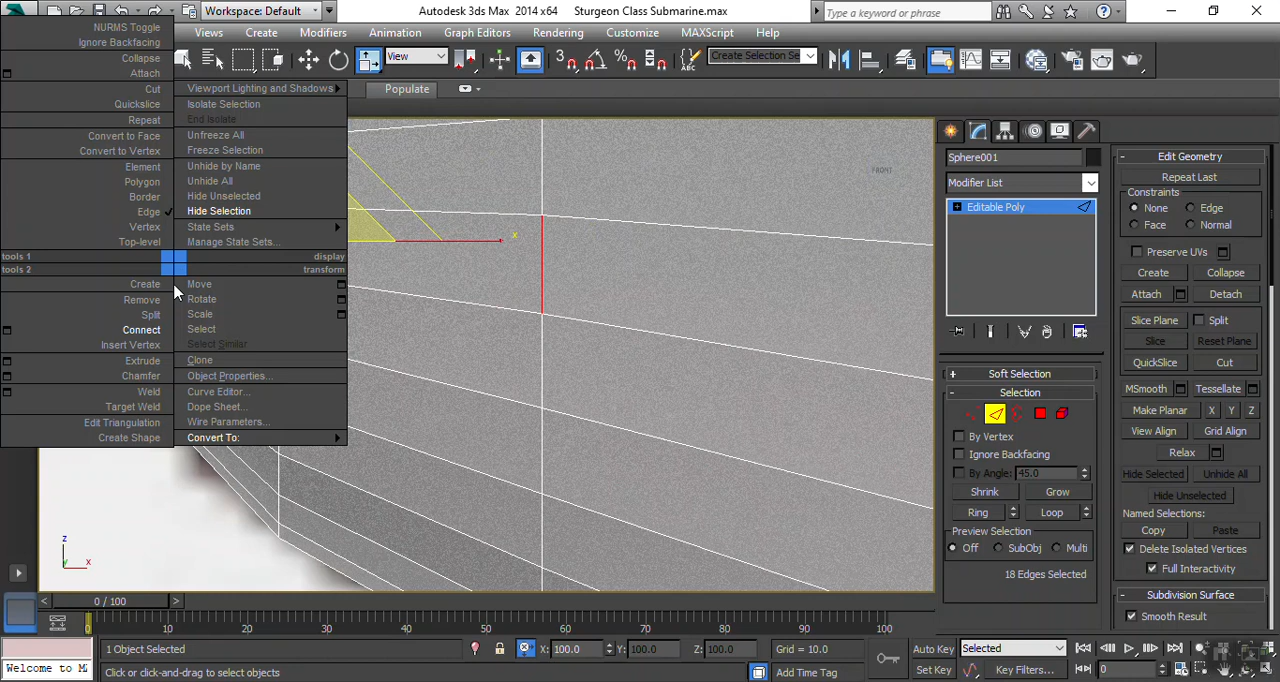 Workspace: Default
Autodesk 3ds Max 2014 x64
Sturgeon Class Submarine.max
Type a keyword or phrase
Views Create Modifiers Animation Graph Editors Rendering Customize MAXScript Help
View
Create Selection Se
Populate
NURMS Toggle
Ignore Backfacing
Collapse
Attach
Cut
Quickslice
Repeat
Convert to Face
Convert to Vertex
Element
Polygon
Border
Edge
Vertex
Top-level
tools 1
tools 2
Create
Remove
Split
Connect
Insert Vertex
Extrude
Chamfer
Weld
Target Weld
Edit Triangulation
Create Shape
Viewport Lighting and Shadows
Isolate Selection
End Isolate
Unfreeze All
Freeze Selection
Unhide by Name
Unhide All
Hide Unselected
Hide Selection
State Sets
Manage State Sets...
display
transform
Move
Rotate
Scale
Select
Select Similar
Clone
Object Properties...
Curve Editor...
Dope Sheet...
Wire Parameters...
Convert To:
FRONT
x
z
y
x
Sphere001
Modifier List
Editable Poly
Soft Selection
Selection
By Vertex
Ignore Backfacing
By Angle: 45.0
Shrink Grow
Ring Loop
Preview Selection
Off SubObj Multi
18 Edges Selected
Edit Geometry
Repeat Last
Constraints
None Edge
Face Normal
Preserve UVs
Create Collapse
Attach Detach
Slice Plane Split
Slice Reset Plane
QuickSlice Cut
MSmooth Tessellate
Make Planar X Y Z
View Align Grid Align
Relax
Hide Selected Unhide All
Hide Unselected
Named Selections:
Copy Paste
Delete Isolated Vertices
Full Interactivity
Subdivision Surface
Smooth Result
0 / 100
0 10 20 30 40 50 60 70 80 90 100
1 Object Selected
X: 100.0 Y: 100.0 Z: 100.0
Grid = 10.0
Auto Key Selected
Welcome to M
Click or click-and-drag to select objects
Add Time Tag
Set Key Key Filters...
0